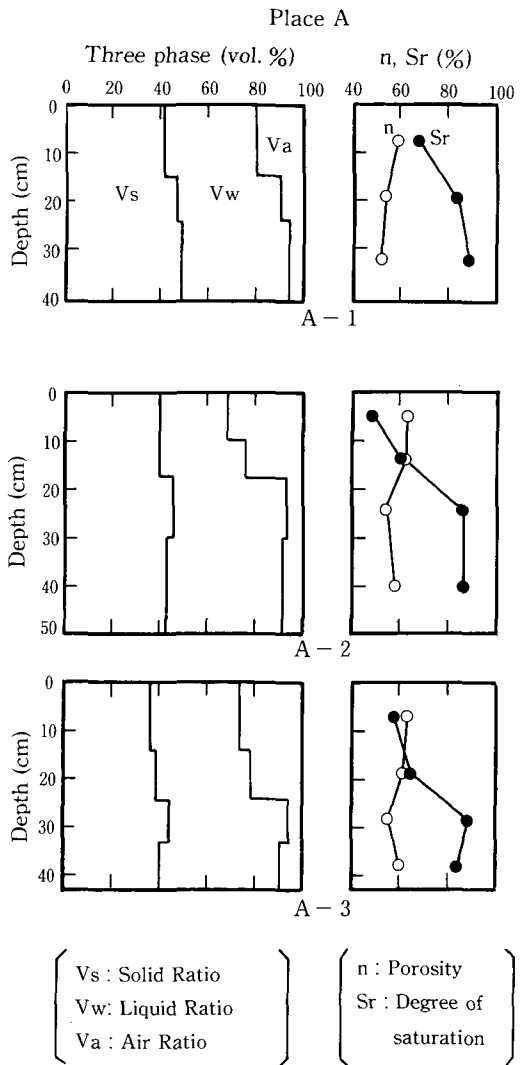 Place A
Three phase (vol. %)
n, Sr (%)
0 20 40 60 80 100
40 60 80 100
Depth (cm)
0
10
20
30
40
Vs
Vw
Va
n
Sr
A－1
Depth (cm)
0
10
20
30
40
50
A－2
Depth (cm)
0
10
20
30
40
A－3
Vs : Solid Ratio
Vw: Liquid Ratio
Va : Air Ratio
n : Porosity
Sr : Degree of
saturation